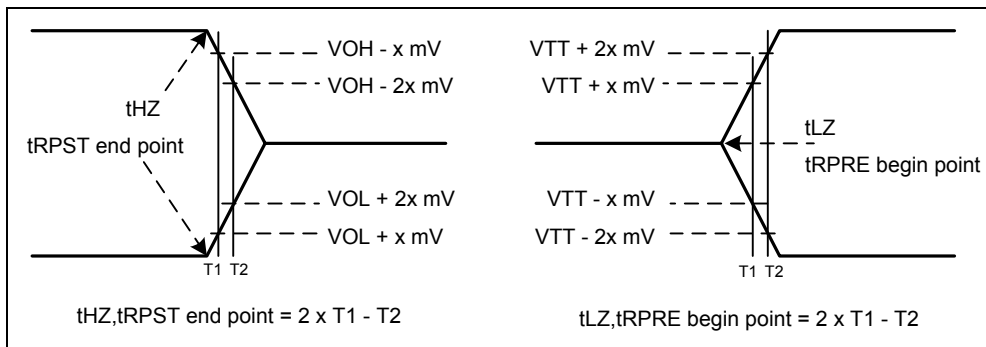 VOH - x mV
VOH - 2x mV
tHZ
tRPST end point
VOL + 2x mV
VOL + x mV
T1 T2
tHZ,tRPST end point = 2 x T1 - T2
VTT + 2x mV
VTT + x mV
tLZ
tRPRE begin point
VTT - x mV
VTT - 2x mV
T1 T2
tLZ,tRPRE begin point = 2 x T1 - T2